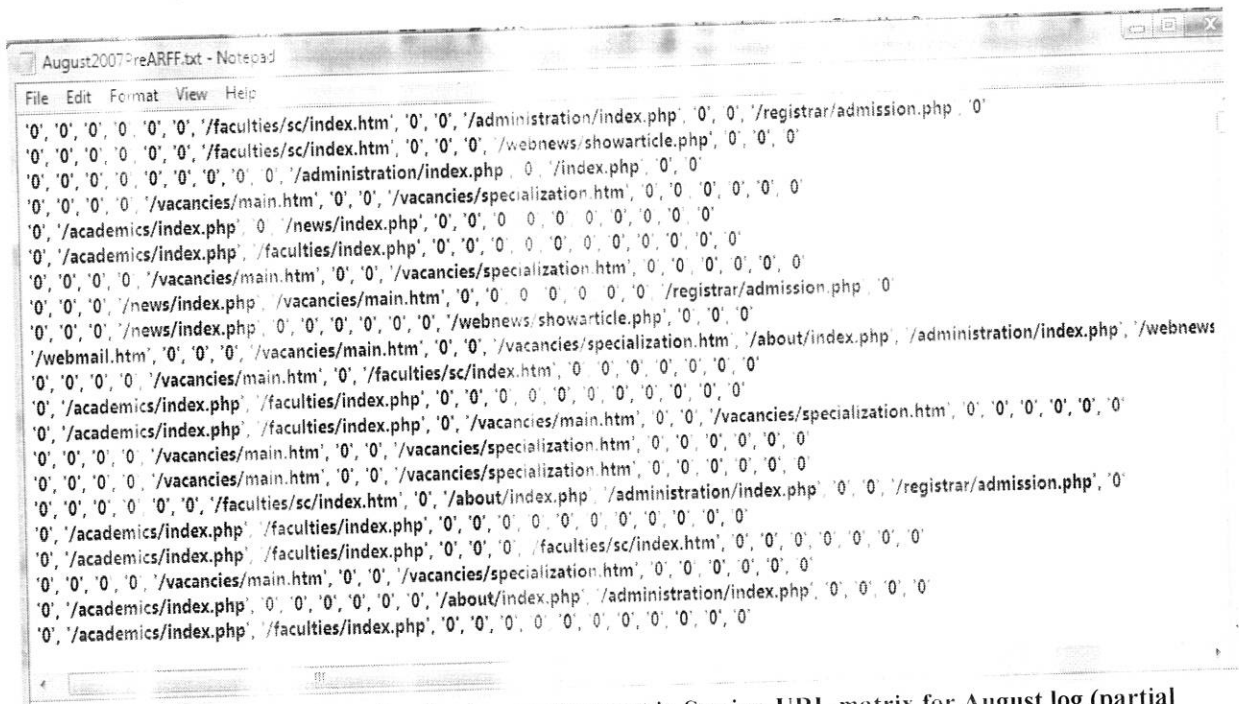 August2007PreARFF.txt - Notepad
File Edit Format View Help
'0', '0', '0', '0', '0', '0', '/faculties/sc/index.htm', '0', '0', '/administration/index.php', '0', '0', '/registrar/admission.php', '0'
'0', '0', '0', '0', '0', '0', '/faculties/sc/index.htm', '0', '0', '0', '/webnews/showarticle.php', '0', '0', '0'
'0', '0', '0', '0', '0', '0', '0', '0', '0', '/administration/index.php', '0', '/index.php', '0', '0'
'0', '0', '0', '0', '/vacancies/main.htm', '0', '0', '/vacancies/specialization.htm', '0', '0', '0', '0', '0', '0'
'0', '/academics/index.php', '0', '/news/index.php', '0', '0', '0', '0', '0', '0', '0', '0', '0', '0'
'0', '/academics/index.php', '/faculties/index.php', '0', '0', '0', '0', '0', '0', '0', '0', '0', '0', '0'
'0', '0', '0', '0', '/vacancies/main.htm', '0', '0', '/vacancies/specialization.htm', '0', '0', '0', '0', '0', '0'
'0', '0', '0', '/news/index.php', '/vacancies/main.htm', '0', '0', '0', '0', '0', '0', '0', '/registrar/admission.php', '0'
'0', '0', '0', '/news/index.php', '0', '0', '0', '0', '0', '0', '/webnews/showarticle.php', '0', '0', '0'
'/webmail.htm', '0', '0', '0', '/vacancies/main.htm', '0', '0', '/vacancies/specialization.htm', '/about/index.php', '/administration/index.php', '/webnews
'0', '0', '0', '0', '/vacancies/main.htm', '0', '/faculties/sc/index.htm', '0', '0', '0', '0', '0', '0', '0'
'0', '/academics/index.php', '/faculties/index.php', '0', '0', '0', '0', '0', '0', '0', '0', '0', '0', '0'
'0', '/academics/index.php', '/faculties/index.php', '0', '/vacancies/main.htm', '0', '0', '/vacancies/specialization.htm', '0', '0', '0', '0', '0', '0'
'0', '0', '0', '0', '/vacancies/main.htm', '0', '0', '/vacancies/specialization.htm', '0', '0', '0', '0', '0', '0'
'0', '0', '0', '0', '/vacancies/main.htm', '0', '0', '/vacancies/specialization.htm', '0', '0', '0', '0', '0', '0'
'0', '0', '0', '0', '0', '0', '/faculties/sc/index.htm', '0', '/about/index.php', '/administration/index.php', '0', '0', '/registrar/admission.php', '0'
'0', '/academics/index.php', '/faculties/index.php', '0', '0', '0', '0', '0', '0', '0', '0', '0', '0', '0'
'0', '/academics/index.php', '/faculties/index.php', '0', '0', '0', '/faculties/sc/index.htm', '0', '0', '0', '0', '0', '0', '0'
'0', '0', '0', '0', '/vacancies/main.htm', '0', '0', '/vacancies/specialization.htm', '0', '0', '0', '0', '0', '0'
'0', '/academics/index.php', '0', '0', '0', '0', '0', '0', '/about/index.php', '/administration/index.php', '0', '0', '0', '0'
'0', '/academics/index.php', '/faculties/index.php', '0', '0', '0', '0', '0', '0', '0', '0', '0', '0', '0'
Session-URL matrix for August log (partial